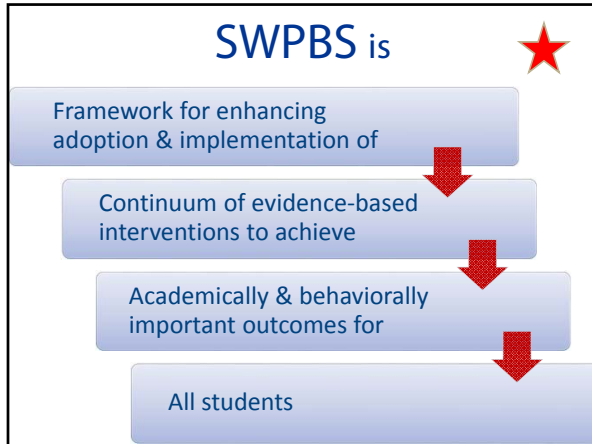 SWPBS is
Framework for enhancing
adoption & implementation of
Continuum of evidence-based
interventions to achieve
Academically & behaviorally
important outcomes for
All students